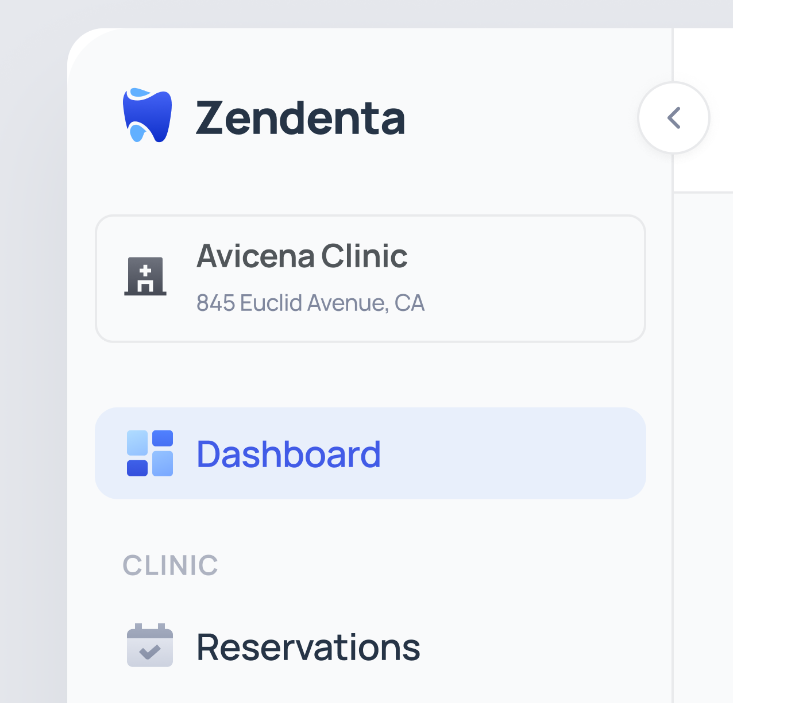 Zendenta
Avicena Clinic
845 Euclid Avenue, CA
Dashboard
CLINIC
Reservations